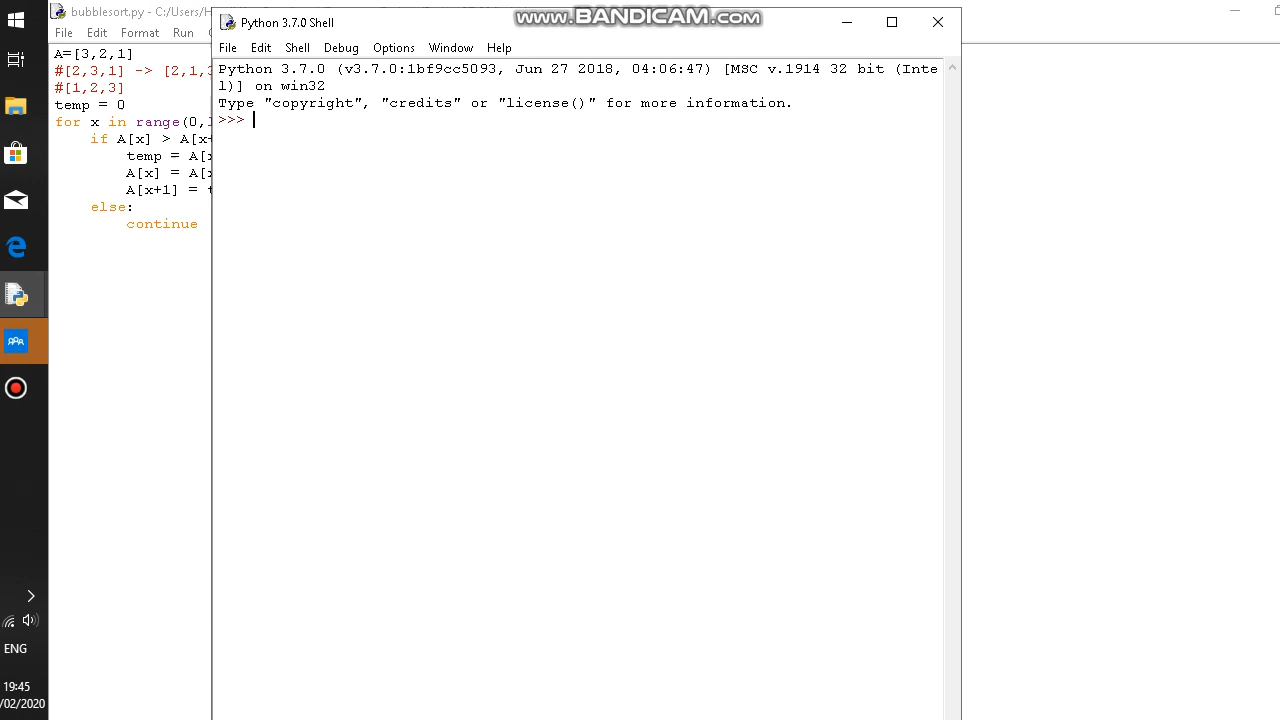 www.BANDICAM.com
bubblesort.py - C:/Users/H
File Edit Format Run
A=[3,2,1]
#[2,3,1] -> [2,1,3
#[1,2,3]
temp = 0
for x in range(0,
if A[x] > A[x+
temp = A[x
A[x] = A[x
A[x+1] = t
else:
continue
Python 3.7.0 Shell
File Edit Shell Debug Options Window Help
Python 3.7.0 (v3.7.0:1bf9cc5093, Jun 27 2018, 04:06:47) [MSC v.1914 32 bit (Inte
l)] on win32
Type "copyright", "credits" or "license()" for more information.
>>>
ENG
19:45
/02/2020